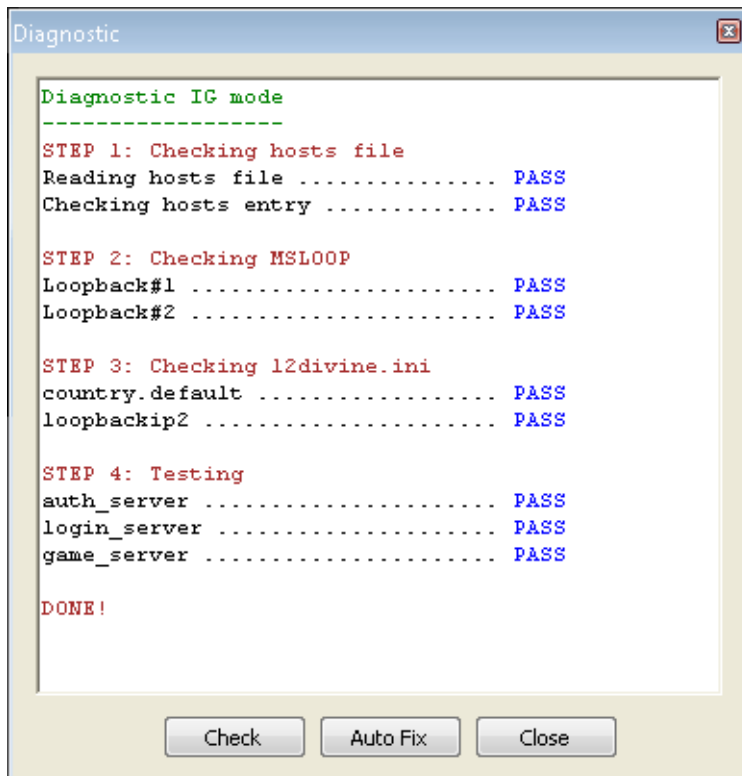 Diagnostic
Diagnostic IG mode
------------------
STEP 1: Checking hosts file
Reading hosts file ............... PASS
Checking hosts entry ............. PASS
STEP 2: Checking MSLOOP
Loopback#1 ....................... PASS
Loopback#2 ....................... PASS
STEP 3: Checking l2divine.ini
country.default .................. PASS
loopbackip2 ...................... PASS
STEP 4: Testing
auth_server ...................... PASS
login_server ..................... PASS
game_server ...................... PASS
DONE!
Check Auto Fix Close